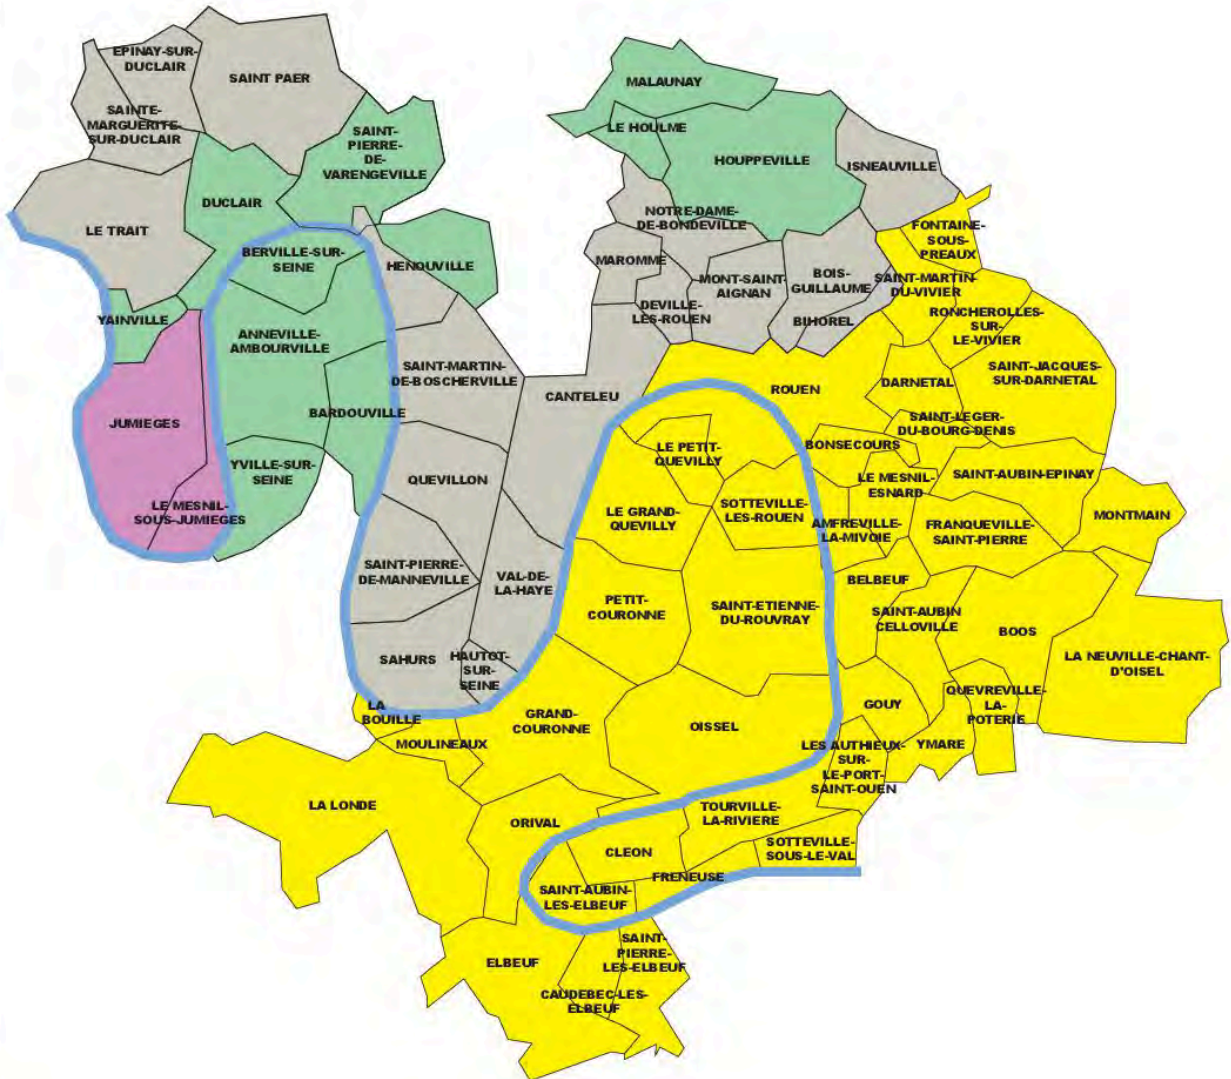 EPINAY-SUR-
DUCLAIR
SAINT PAER
SAINTE-
MARGUERITE-
SUR-DUCLAIR
SAINT-
PIERRE-
DE-
VARENGEVILLE
MALAUNAY
LE HOULME
HOUPPEVILLE
ISNEAUVILLE
DUCLAIR
LE TRAIT
NOTRE-DAME-
DE-BONDEVILLE
FONTAINE-
SOUS-
PREAUX
BERVILLE-SUR-
SEINE
HENOUVILLE
MAROMME
MONT-SAINT
AIGNAN
BOIS-
GUILLAUME
SAINT-MARTIN
DU-VIVIER
DEVILLE-
LES-ROUEN
BIHOREL
RONCHEROLLES-
SUR-
LE-VIVIER
YAINVILLE
ANNEVILLE-
AMBOURVILLE
SAINT-MARTIN-
DE-BOSCHERVILLE
CANTELEU
ROUEN
DARNETAL
SAINT-JACQUES-
SUR-DARNETAL
JUMIEGES
BARDOUVILLE
SAINT-LEGER-
DU-BOURG-DENIS
LE PETIT-
QUEVILLY
BONSECOURS
YVILLE-SUR-
SEINE
QUEVILLON
LE MESNIL-
ESNARD
SAINT-AUBIN-EPINAY
LE MESNIL-
SOUS-JUMIEGES
LE GRAND-
QUEVILLY
SOTTEVILLE-
LES-ROUEN
AMFREVILLE-
LA-MIVOIE
FRANQUEVILLE-
SAINT-PIERRE
MONTMAIN
SAINT-PIERRE-
DE-MANNEVILLE
VAL-DE-
LA-HAYE
BELBEUF
PETIT-
COURONNE
SAINT-ETIENNE-
DU-ROUVRAY
SAINT-AUBIN
CELLOVILLE
BOOS
SAHURS
HAUTOT-
SUR-
SEINE
LA NEUVILLE-CHANT-
D'OISEL
LA
BOUILLE
GRAND-
COURONNE
OISSEL
GOUY
QUEVREVILLE-
LA-
POTERIE
MOULINEAUX
LES AUTHIEUX-
SUR-
LE-PORT-
SAINT-OUEN
YMARE
LA LONDE
ORIVAL
TOURVILLE-
LA-RIVIERE
CLEON
SOTTEVILLE-
SOUS-LE-VAL
FRENEUSE
SAINT-AUBIN-
LES-ELBEUF
ELBEUF
SAINT-
PIERRE-
LES-ELBEUF
CAUDEBEC-LES-
ELBEUF